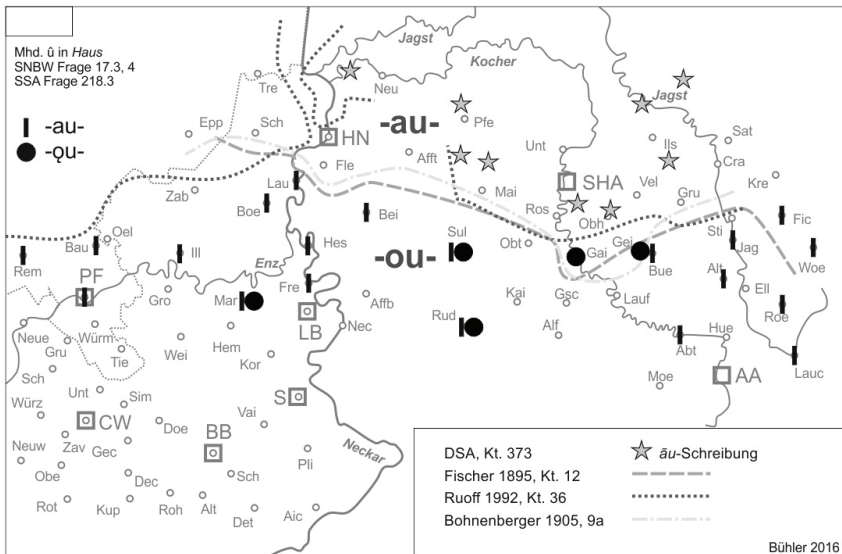 Mhd. û in Haus
SNBW Frage 17.3, 4
SSA Frage 218.3
-au-
-ǫu-
Jagst
Kocher
Jagst
Tre
Neu
Epp
Sch
HN
-au-
Pfe
Unt
Ils
Sat
Fle
Afft
Cra
Zab
Lau
Mai
SHA
Vel
Gru
Kre
Boe
Bei
Ros
Obh
Fic
Oel
Bau
Rem
Ill
Enz
Hes
-ou-
Sul
Obt
Gai
Gei
Bue
Sti
Jag
Woe
PF
Gro
Mar
Fre
Affb
Kai
Gsc
Lauf
Alt
Ell
Roe
Neue
Würm
Gru
Tie
Wei
Hem
Kor
LB
Nec
Rud
Alf
Abt
Hue
Lauc
Sch
Unt
Sim
S
Moe
AA
Würz
CW
Doe
Vai
BB
Neuw
Zav
Gec
Pli
Neckar
Obe
Dec
Sch
Rot
Kup
Roh
Alt
Det
Aic
DSA, Kt. 373
āu-Schreibung
Fischer 1895, Kt. 12
Ruoff 1992, Kt. 36
Bohnenberger 1905, 9a
Bühler 2016